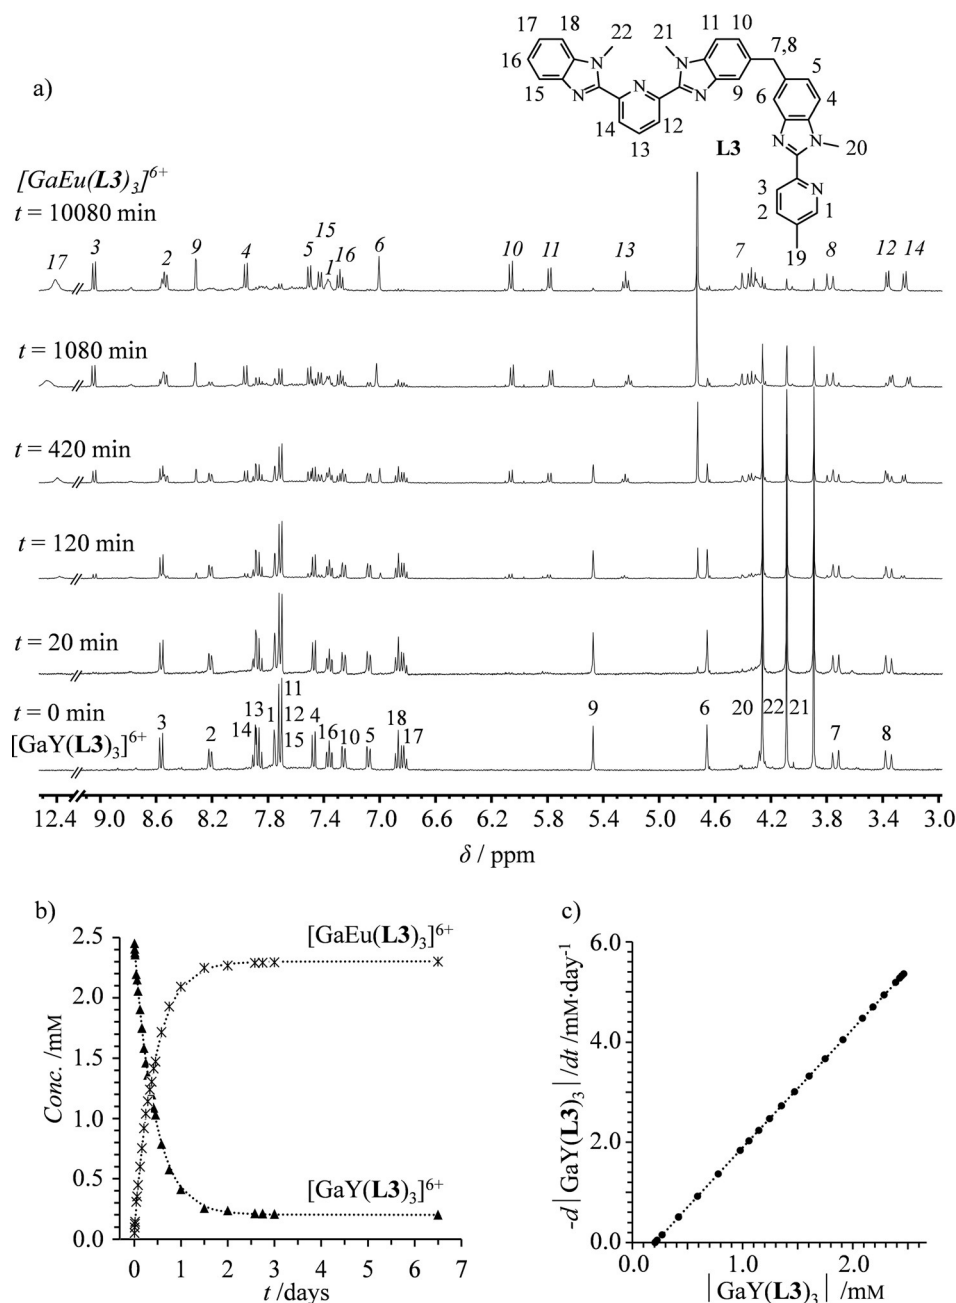 a)
17
18
22
21
11
10
7,8
16
15
N
N
N
N
N
9
6
5
4
14
13
12
L3
N
N
20
3
N
2
1
19
[GaEu(L3)3]6+
t = 10080 min
17
3
2
9
4
5
15
1
16
6
10
11
13
7
8
12
14
t = 1080 min
t = 420 min
t = 120 min
t = 20 min
t = 0 min
[GaY(L3)3]6+
3
2
14
13
1
11
12
15
4
16
10
5
18
17
9
6
20
22
21
7
8
12.4 9.0 8.6 8.2 7.8 7.4 7.0 6.6 6.2 5.8 5.4 5.0 4.6 4.2 3.8 3.4 3.0
δ / ppm
b)
[GaEu(L3)3]6+
[GaY(L3)3]6+
Conc. /mM
2.5
2.0
1.5
1.0
0.5
0.0
0 1 2 3 4 5 6 7
t /days
c)
-d | GaY(L3)3 | /dt /mM·day-1
6.0
4.0
2.0
0.0
0.0 1.0 2.0
| GaY(L3)3 | /mM